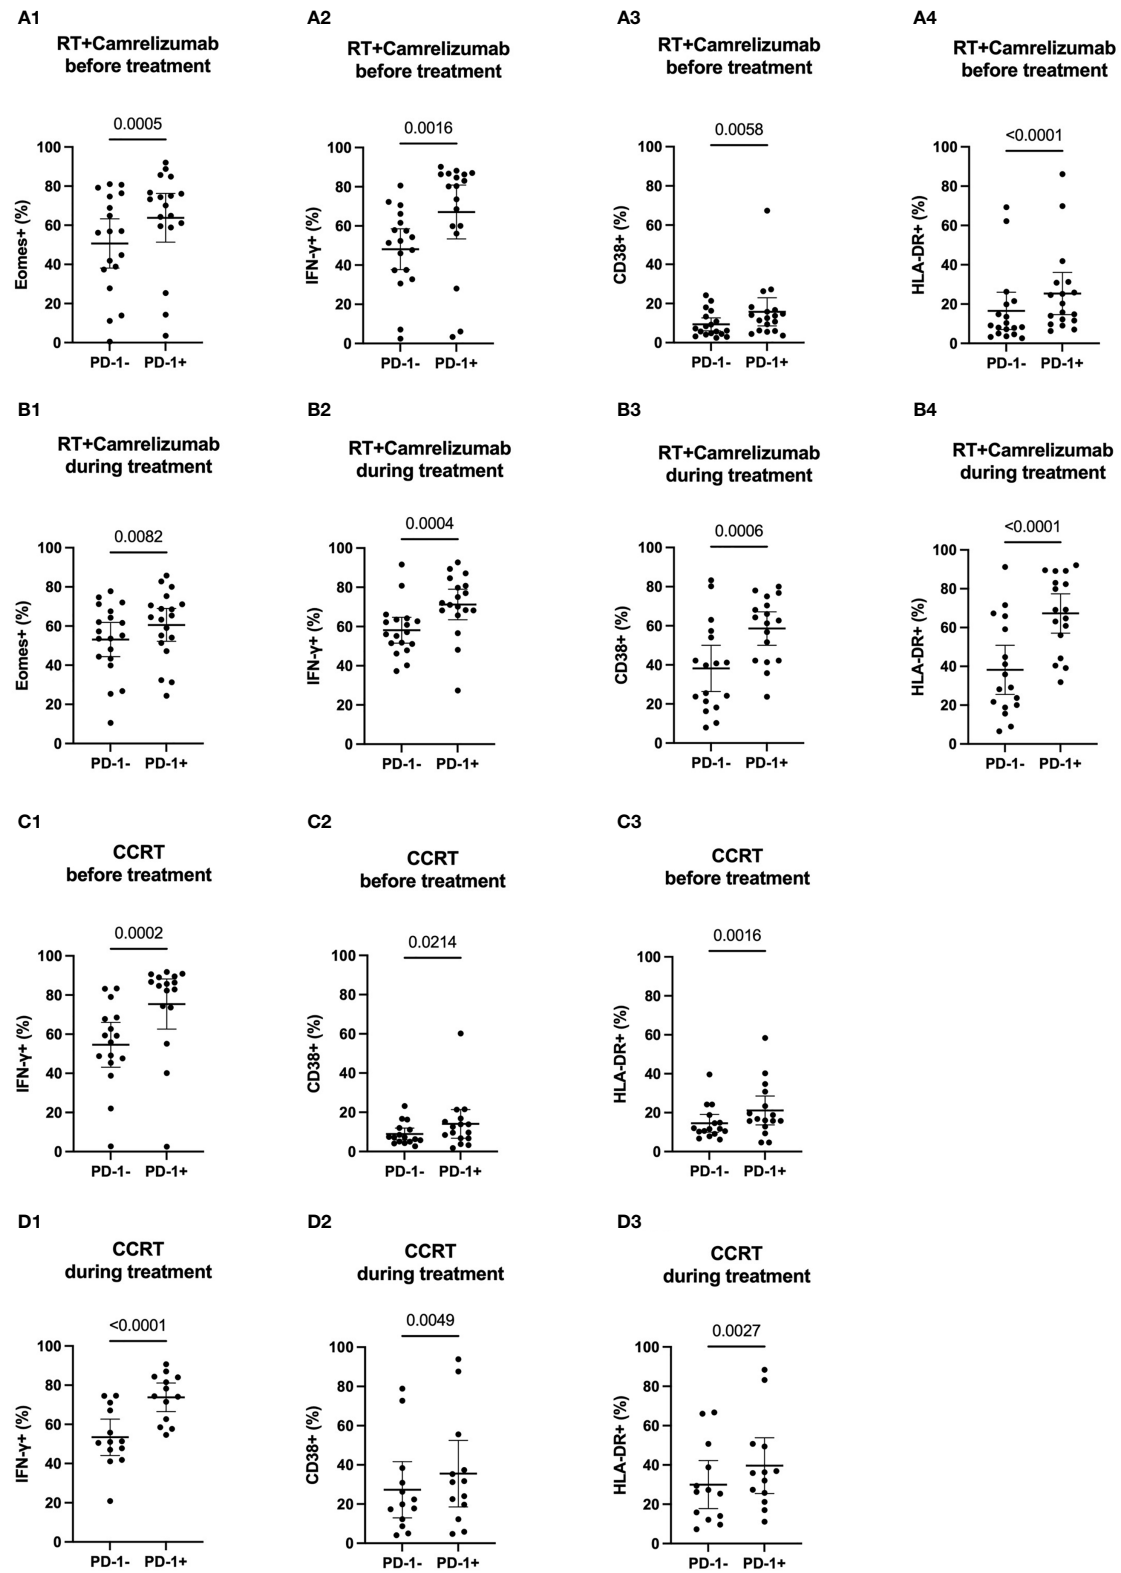 A1
RT+Camrelizumab
before treatment
0.0005
Eomes+ (%)
100
80
60
40
20
0
PD-1- PD-1+
A2
RT+Camrelizumab
before treatment
0.0016
IFN-γ+ (%)
100
80
60
40
20
0
PD-1- PD-1+
A3
RT+Camrelizumab
before treatment
0.0058
CD38+ (%)
100
80
60
40
20
0
PD-1- PD-1+
A4
RT+Camrelizumab
before treatment
<0.0001
HLA-DR+ (%)
100
80
60
40
20
0
PD-1- PD-1+
B1
RT+Camrelizumab
during treatment
0.0082
Eomes+ (%)
100
80
60
40
20
0
PD-1- PD-1+
B2
RT+Camrelizumab
during treatment
0.0004
IFN-γ+ (%)
100
80
60
40
20
0
PD-1- PD-1+
B3
RT+Camrelizumab
during treatment
0.0006
CD38+ (%)
100
80
60
40
20
0
PD-1- PD-1+
B4
RT+Camrelizumab
during treatment
<0.0001
HLA-DR+ (%)
100
80
60
40
20
0
PD-1- PD-1+
C1
CCRT
before treatment
0.0002
IFN-γ+ (%)
100
80
60
40
20
0
PD-1- PD-1+
C2
CCRT
before treatment
0.0214
CD38+ (%)
100
80
60
40
20
0
PD-1- PD-1+
C3
CCRT
before treatment
0.0016
HLA-DR+ (%)
100
80
60
40
20
0
PD-1- PD-1+
D1
CCRT
during treatment
<0.0001
IFN-γ+ (%)
100
80
60
40
20
0
PD-1- PD-1+
D2
CCRT
during treatment
0.0049
CD38+ (%)
100
80
60
40
20
0
PD-1- PD-1+
D3
CCRT
during treatment
0.0027
HLA-DR+ (%)
100
80
60
40
20
0
PD-1- PD-1+